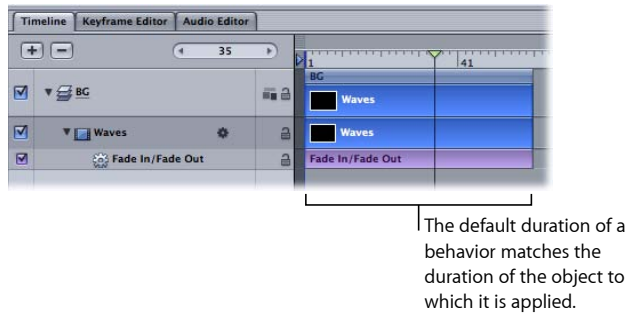 Timeline Keyframe Editor Audio Editor
35
1 41
BG
BG
Waves
Waves
Waves
Fade In/Fade Out
Fade In/Fade Out
The default duration of a
behavior matches the
duration of the object to
which it is applied.